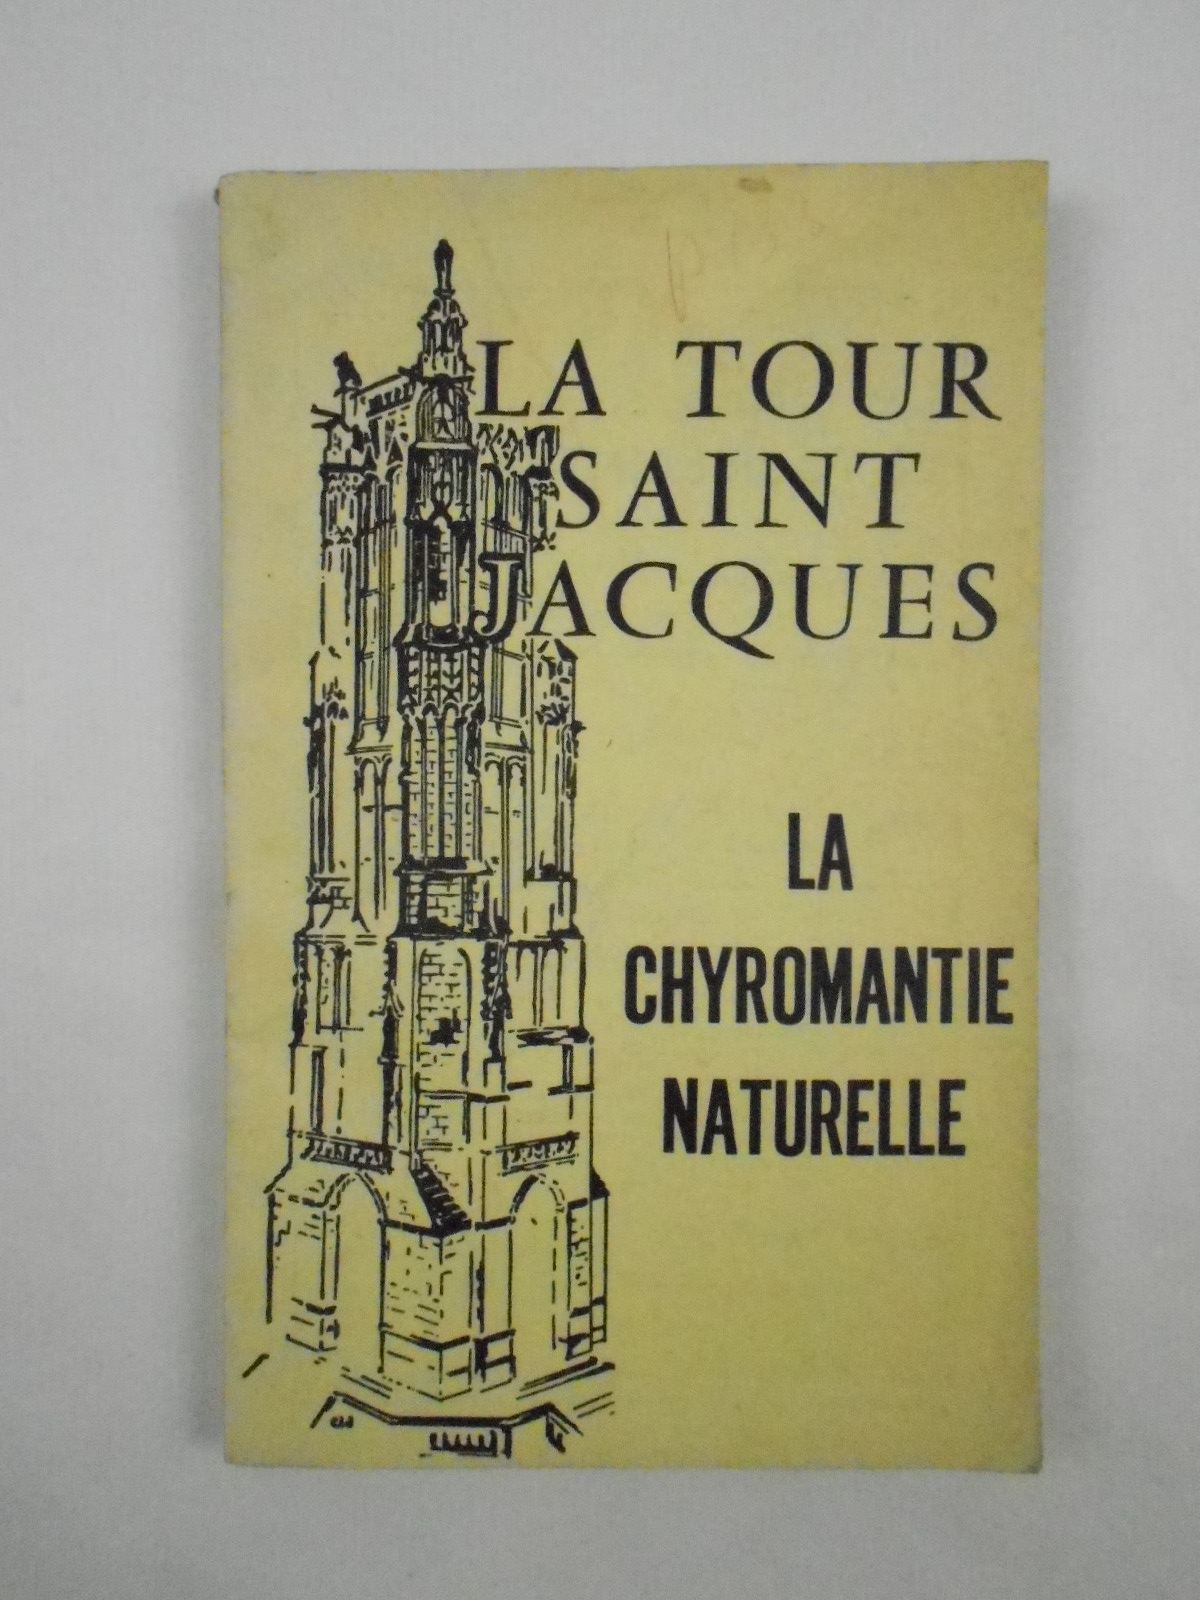 LA TOUR
SAINT
JACQUES
LA
CHYROMANTIE
NATURELLE